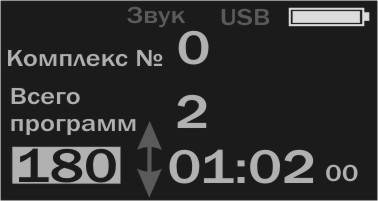 Звук USB
Комплекс № 0
Всего
программ 2
180 01:02 00